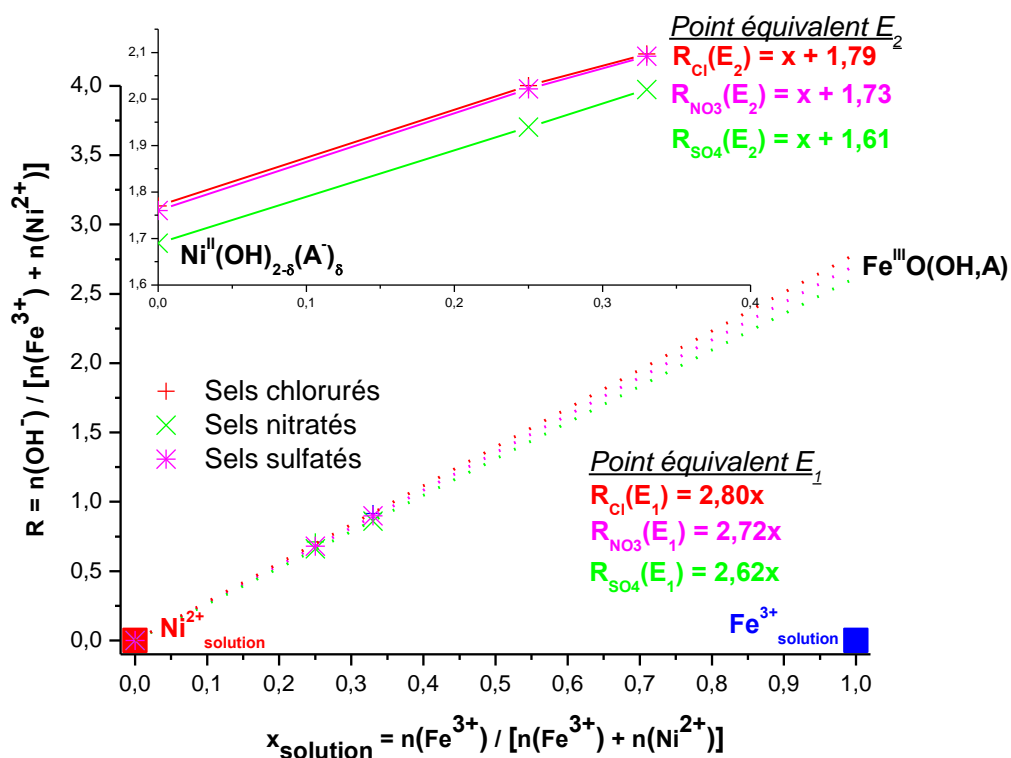 Point équivalent E2
RCl(E2) = x + 1,79
RNO3(E2) = x + 1,73
RSO4(E2) = x + 1,61
2,1
2,0
1,9
1,8
1,7
1,6
0,0 0,1 0,2 0,3 0,4
NiII(OH)2-δ(A-)δ
FeIIIO(OH,A)
Sels chlorurés
Sels nitratés
Sels sulfatés
Point équivalent E1
RCl(E1) = 2,80x
RNO3(E1) = 2,72x
RSO4(E1) = 2,62x
Ni2+solution
Fe3+solution
4,0
3,5
3,0
2,5
2,0
1,5
1,0
0,5
0,0
0,0 0,1 0,2 0,3 0,4 0,5 0,6 0,7 0,8 0,9 1,0
R = n(OH-) / [n(Fe3+) + n(Ni2+)]
xsolution = n(Fe3+) / [n(Fe3+) + n(Ni2+)]